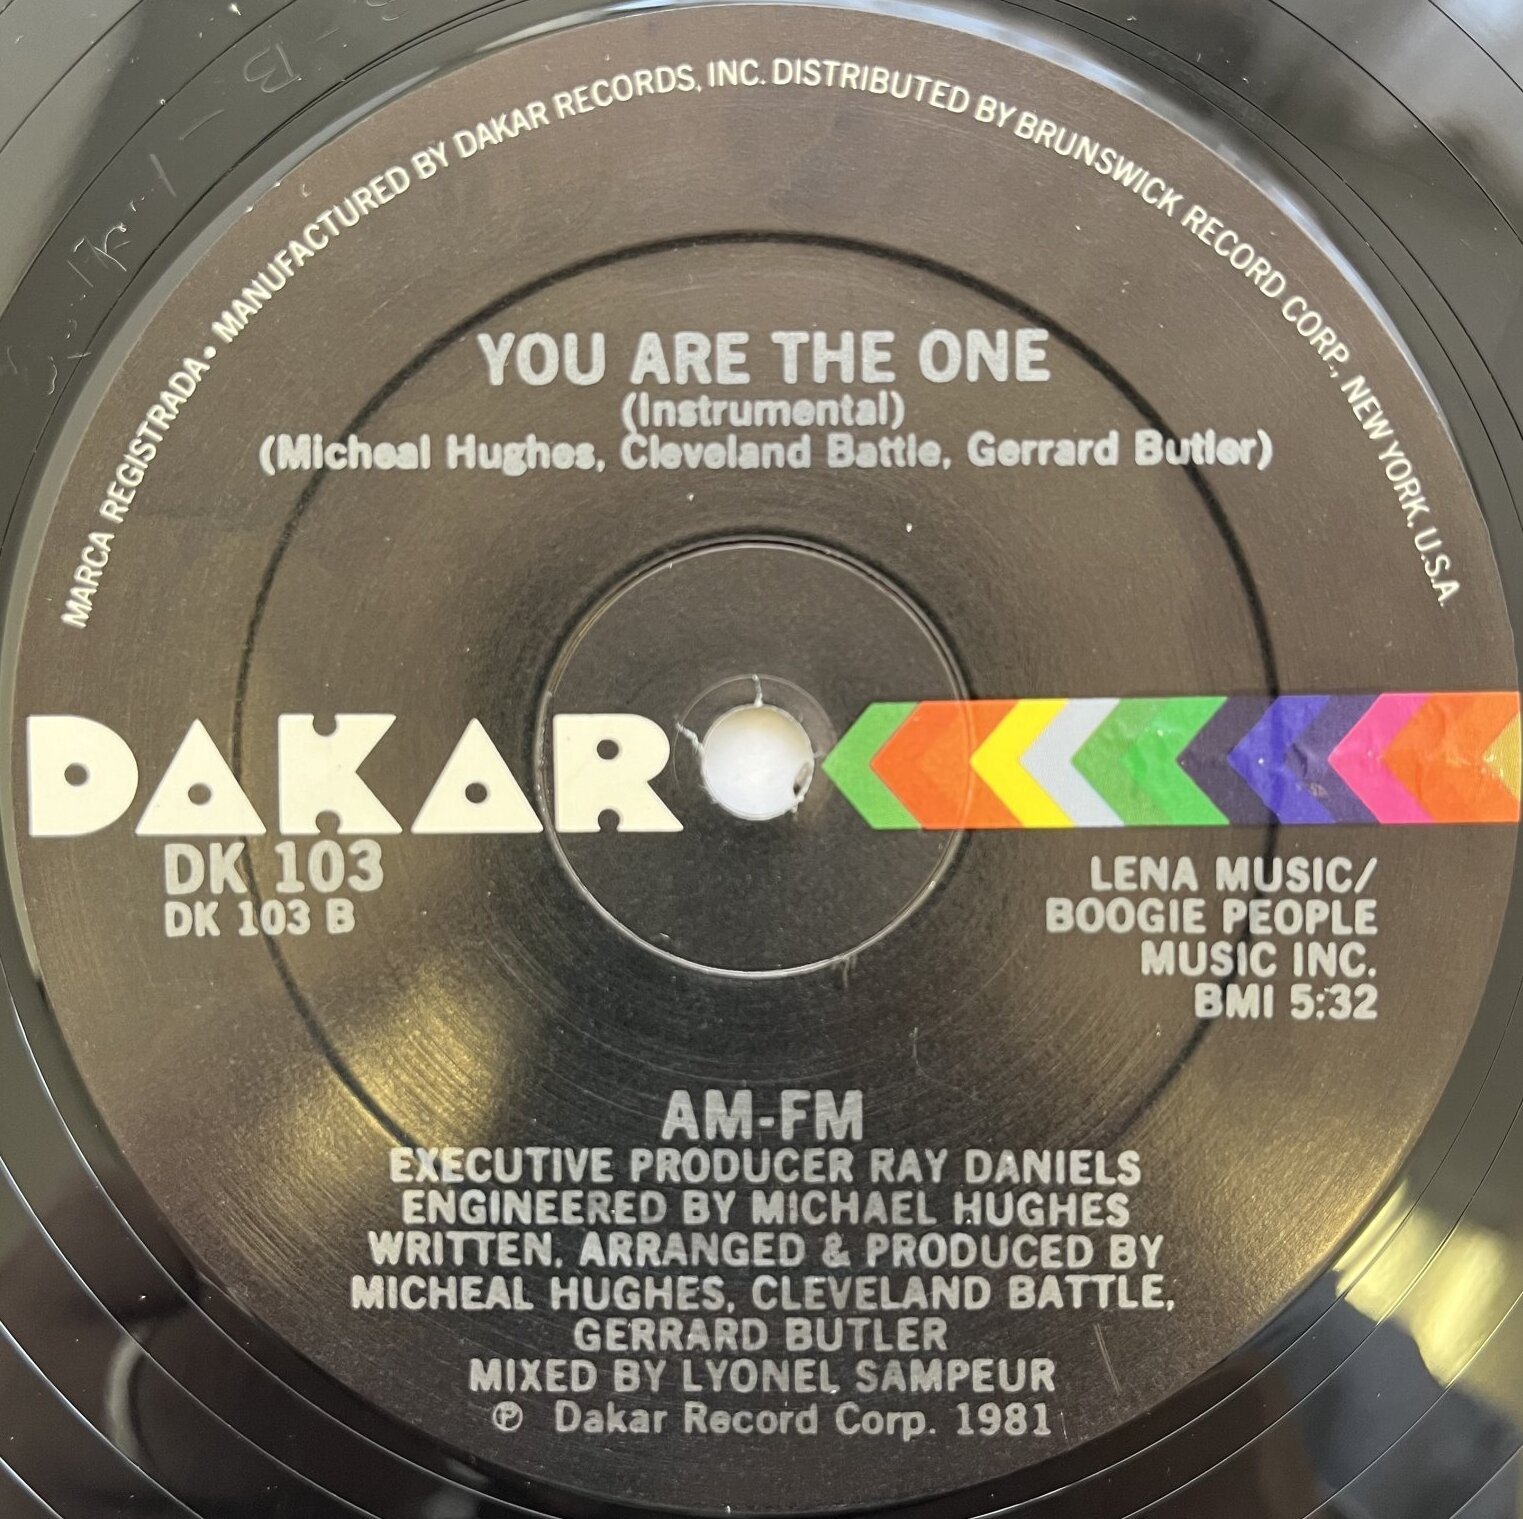 MARCA REGISTRADA • MANUFACTURED BY DAKAR RECORDS, INC. DISTRIBUTED BY BRUNSWICK RECORD CORP., NEW YORK, U.S.A.
YOU ARE THE ONE
(Instrumental)
(Micheal Hughes, Cleveland Battle, Gerrard Butler)
DAKAR
DK 103
DK 103 B
LENA MUSIC/
BOOGIE PEOPLE
MUSIC INC.
BMI 5:32
AM-FM
EXECUTIVE PRODUCER RAY DANIELS
ENGINEERED BY MICHAEL HUGHES
WRITTEN, ARRANGED & PRODUCED BY
MICHEAL HUGHES, CLEVELAND BATTLE,
GERRARD BUTLER
MIXED BY LYONEL SAMPEUR
℗ Dakar Record Corp. 1981